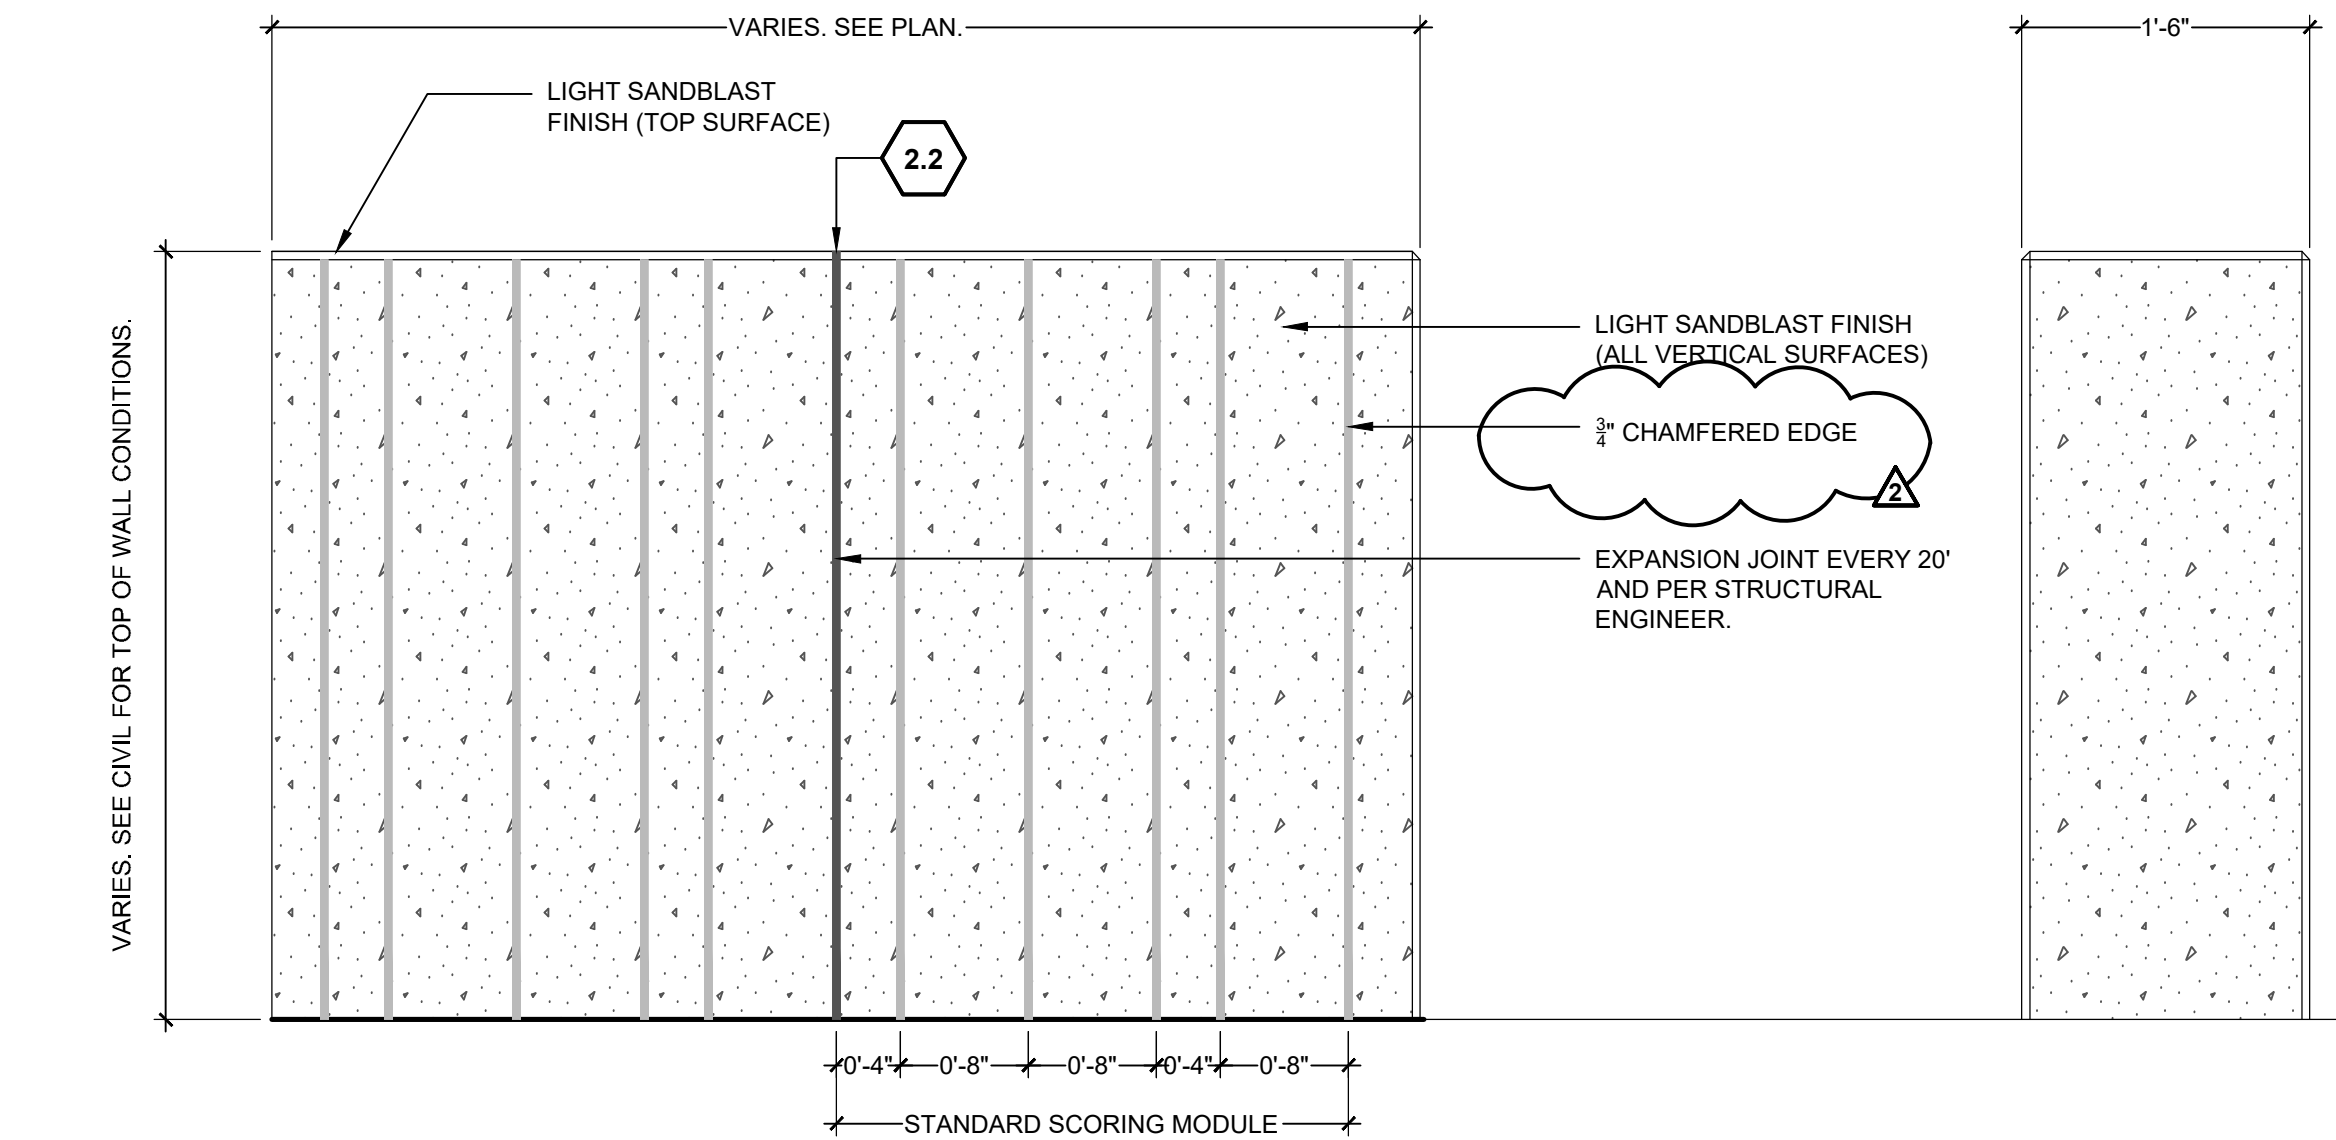 VARIES. SEE PLAN.
1'-6"
LIGHT SANDBLAST
FINISH (TOP SURFACE)
2.2
VARIES. SEE CIVIL FOR TOP OF WALL CONDITIONS.
LIGHT SANDBLAST FINISH
(ALL VERTICAL SURFACES)
3/4" CHAMFERED EDGE
2
EXPANSION JOINT EVERY 20'
AND PER STRUCTURAL
ENGINEER.
0'-4" 0'-8" 0'-8" 0'-4" 0'-8"
STANDARD SCORING MODULE